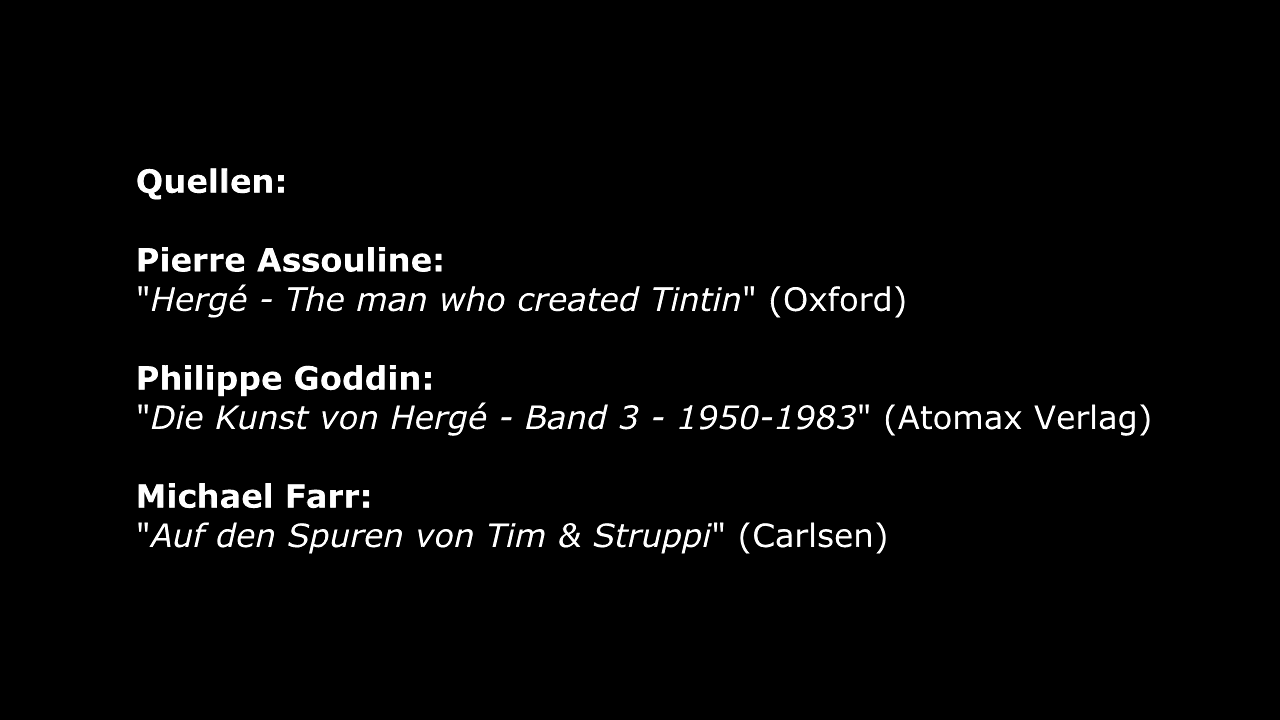 Quellen:
Pierre Assouline:
"Hergé - The man who created Tintin" (Oxford)
Philippe Goddin:
"Die Kunst von Hergé - Band 3 - 1950-1983" (Atomax Verlag)
Michael Farr:
"Auf den Spuren von Tim & Struppi" (Carlsen)